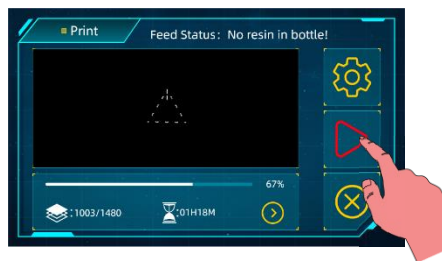 Print
Feed Status: No resin in bottle!
67%
:1003/1480
:01H18M